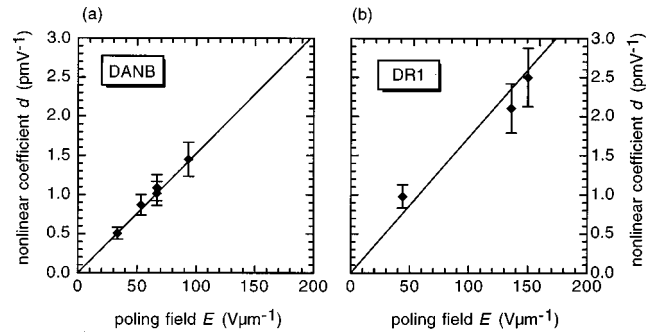 (a)
nonlinear coefficient d (pmV-1)
3.0
2.5
2.0
1.5
1.0
0.5
0.0
DANB
0 50 100 150 200
poling field E (Vμm-1)
(b)
DR1
3.0
2.5
2.0
1.5
1.0
0.5
0.0
nonlinear coefficient d (pmV-1)
0 50 100 150 200
poling field E (Vμm-1)